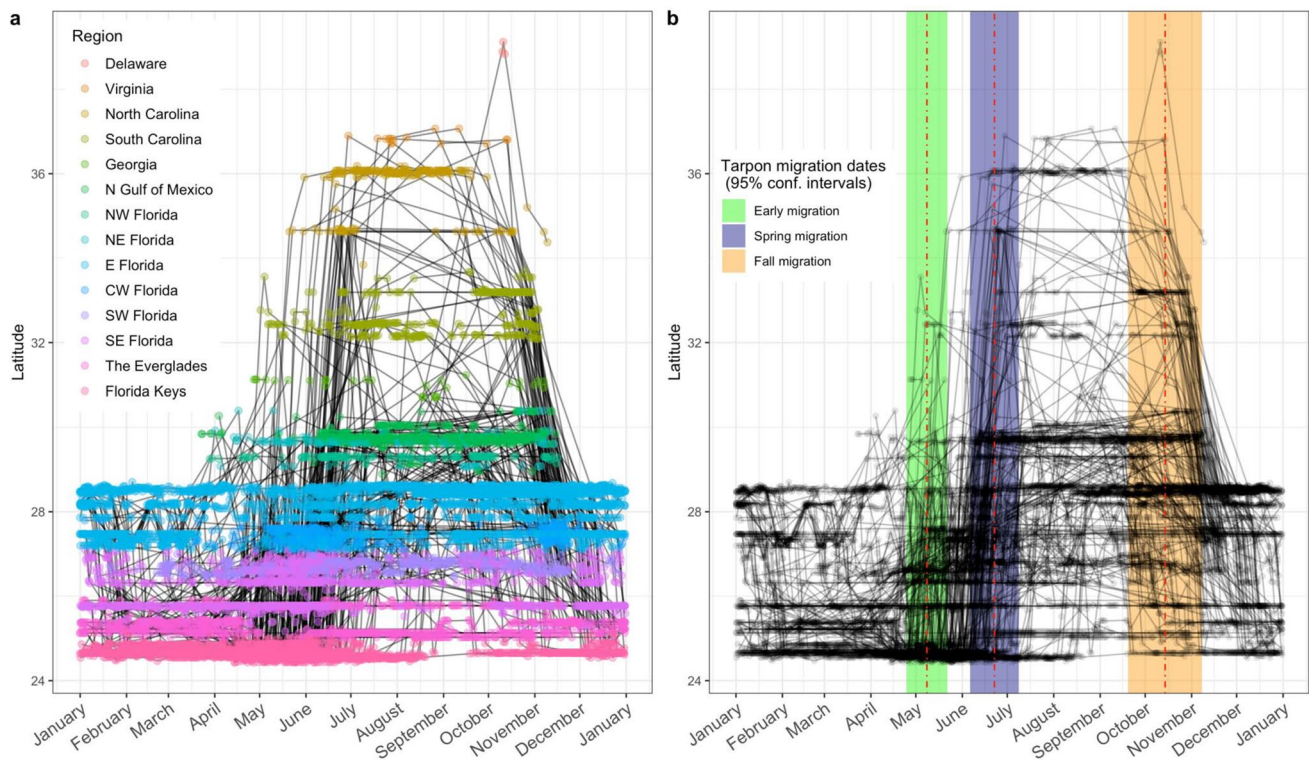 a
Region
Delaware
Virginia
North Carolina
South Carolina
Georgia
N Gulf of Mexico
NW Florida
NE Florida
E Florida
CW Florida
SW Florida
SE Florida
The Everglades
Florida Keys
Latitude
36
32
28
24
January
February
March
April
May
June
July
August
September
October
November
December
January
b
Tarpon migration dates
(95% conf. intervals)
Early migration
Spring migration
Fall migration
Latitude
36
32
28
24
January
February
March
April
May
June
July
August
September
October
November
December
January